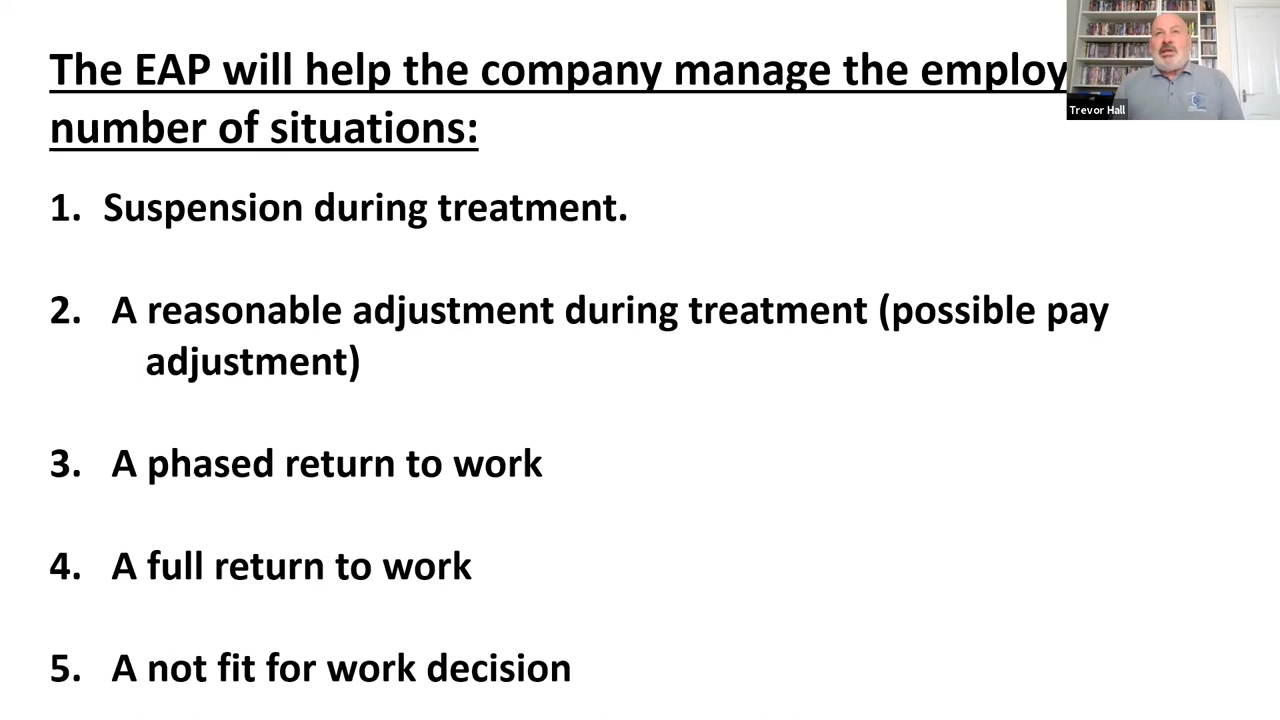 The EAP will help the company manage the employ
number of situations:
Trevor Hall
1. Suspension during treatment.
2. A reasonable adjustment during treatment (possible pay
adjustment)
3. A phased return to work
4. A full return to work
5. A not fit for work decision